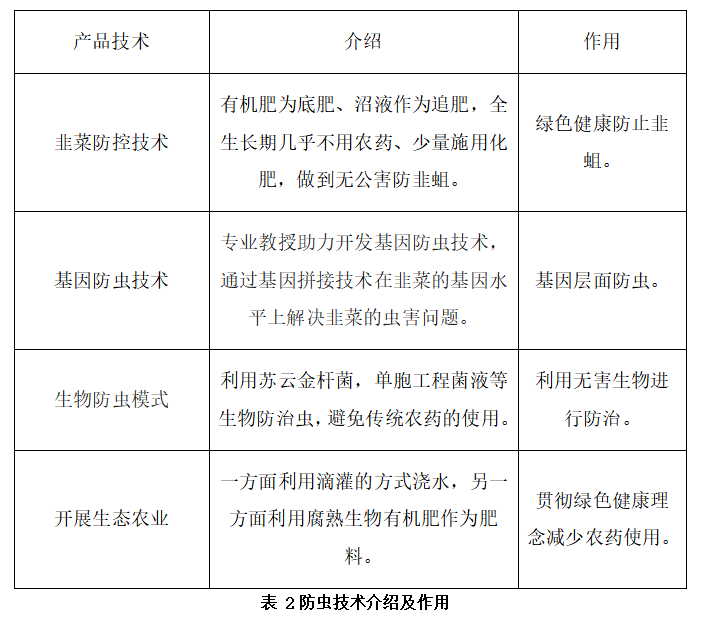 产品技术
介绍
作用
韭菜防控技术
有机肥为底肥、沼液作为追肥，全
生长期几乎不用农药、少量施用化
肥，做到无公害防韭蛆。
绿色健康防止韭
蛆。
基因防虫技术
专业教授助力开发基因防虫技术，
通过基因拼接技术在韭菜的基因水
平上解决韭菜的虫害问题。
基因层面防虫。
生物防虫模式
利用苏云金杆菌，单胞工程菌液等
生物防治虫，避免传统农药的使用。
利用无害生物进
行防治。
开展生态农业
一方面利用滴灌的方式浇水，另一
方面利用腐熟生物有机肥作为肥
料。
贯彻绿色健康理
念减少农药使用。
表 2防虫技术介绍及作用